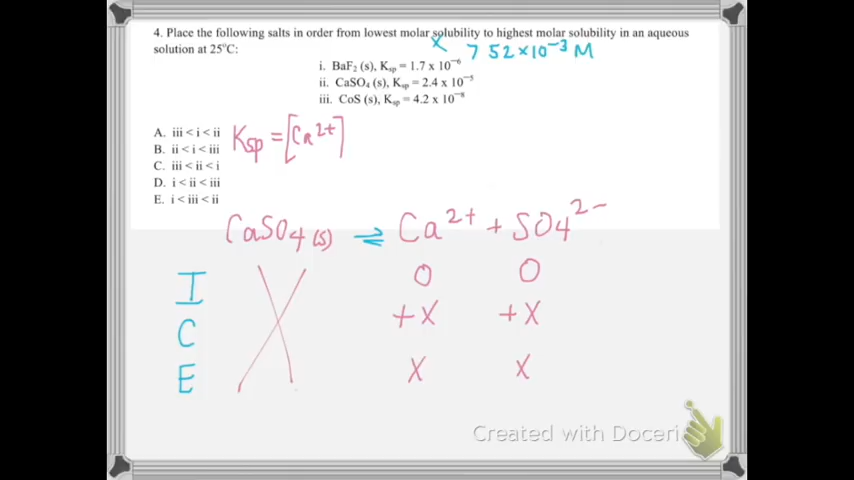 4. Place the following salts in order from lowest molar solubility to highest molar solubility in an aqueous
solution at 25°C:
x 7 52 x 10⁻³ M
i. BaF₂ (s), Kₛₚ = 1.7 x 10⁻⁶
ii. CaSO₄ (s), Kₛₚ = 2.4 x 10⁻⁵
iii. CoS (s), Kₛₚ = 4.2 x 10⁻⁸
A. iii < i < ii
B. ii < i < iii
C. iii < ii < i
D. i < ii < iii
E. i < iii < ii
Ksp = [Ca²⁺]
CaSO₄ (s) ⇌ Ca²⁺ + SO₄²⁻
I 0 0
C +x +x
E x x
Created with Doceri